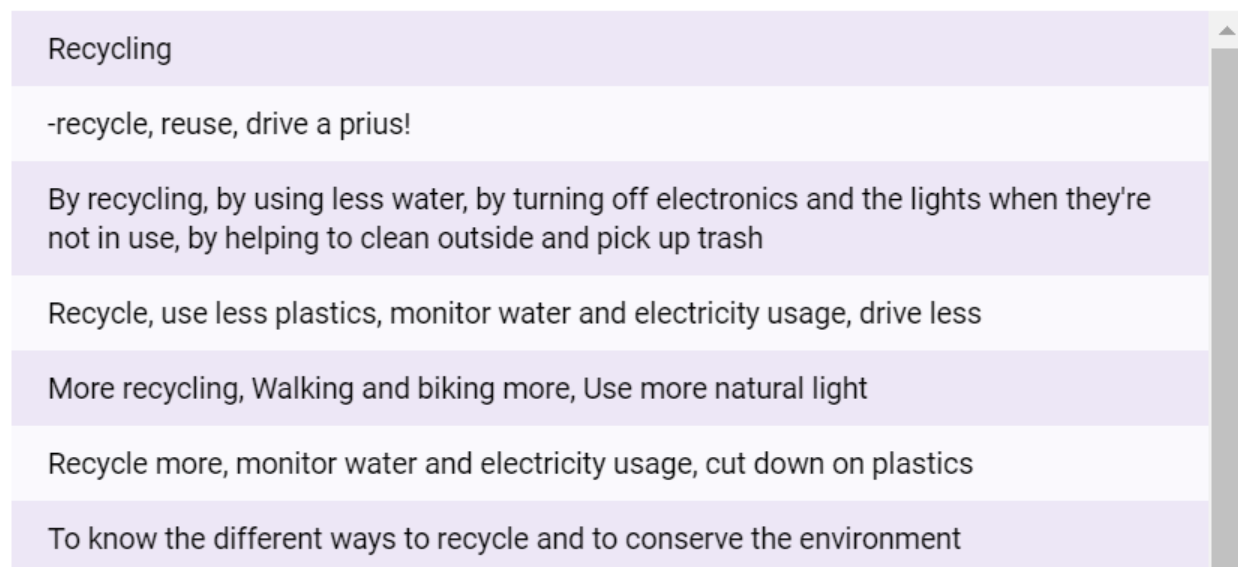 Recycling
-recycle, reuse, drive a prius!
By recycling, by using less water, by turning off electronics and the lights when they're
not in use, by helping to clean outside and pick up trash
Recycle, use less plastics, monitor water and electricity usage, drive less
More recycling, Walking and biking more, Use more natural light
Recycle more, monitor water and electricity usage, cut down on plastics
To know the different ways to recycle and to conserve the environment